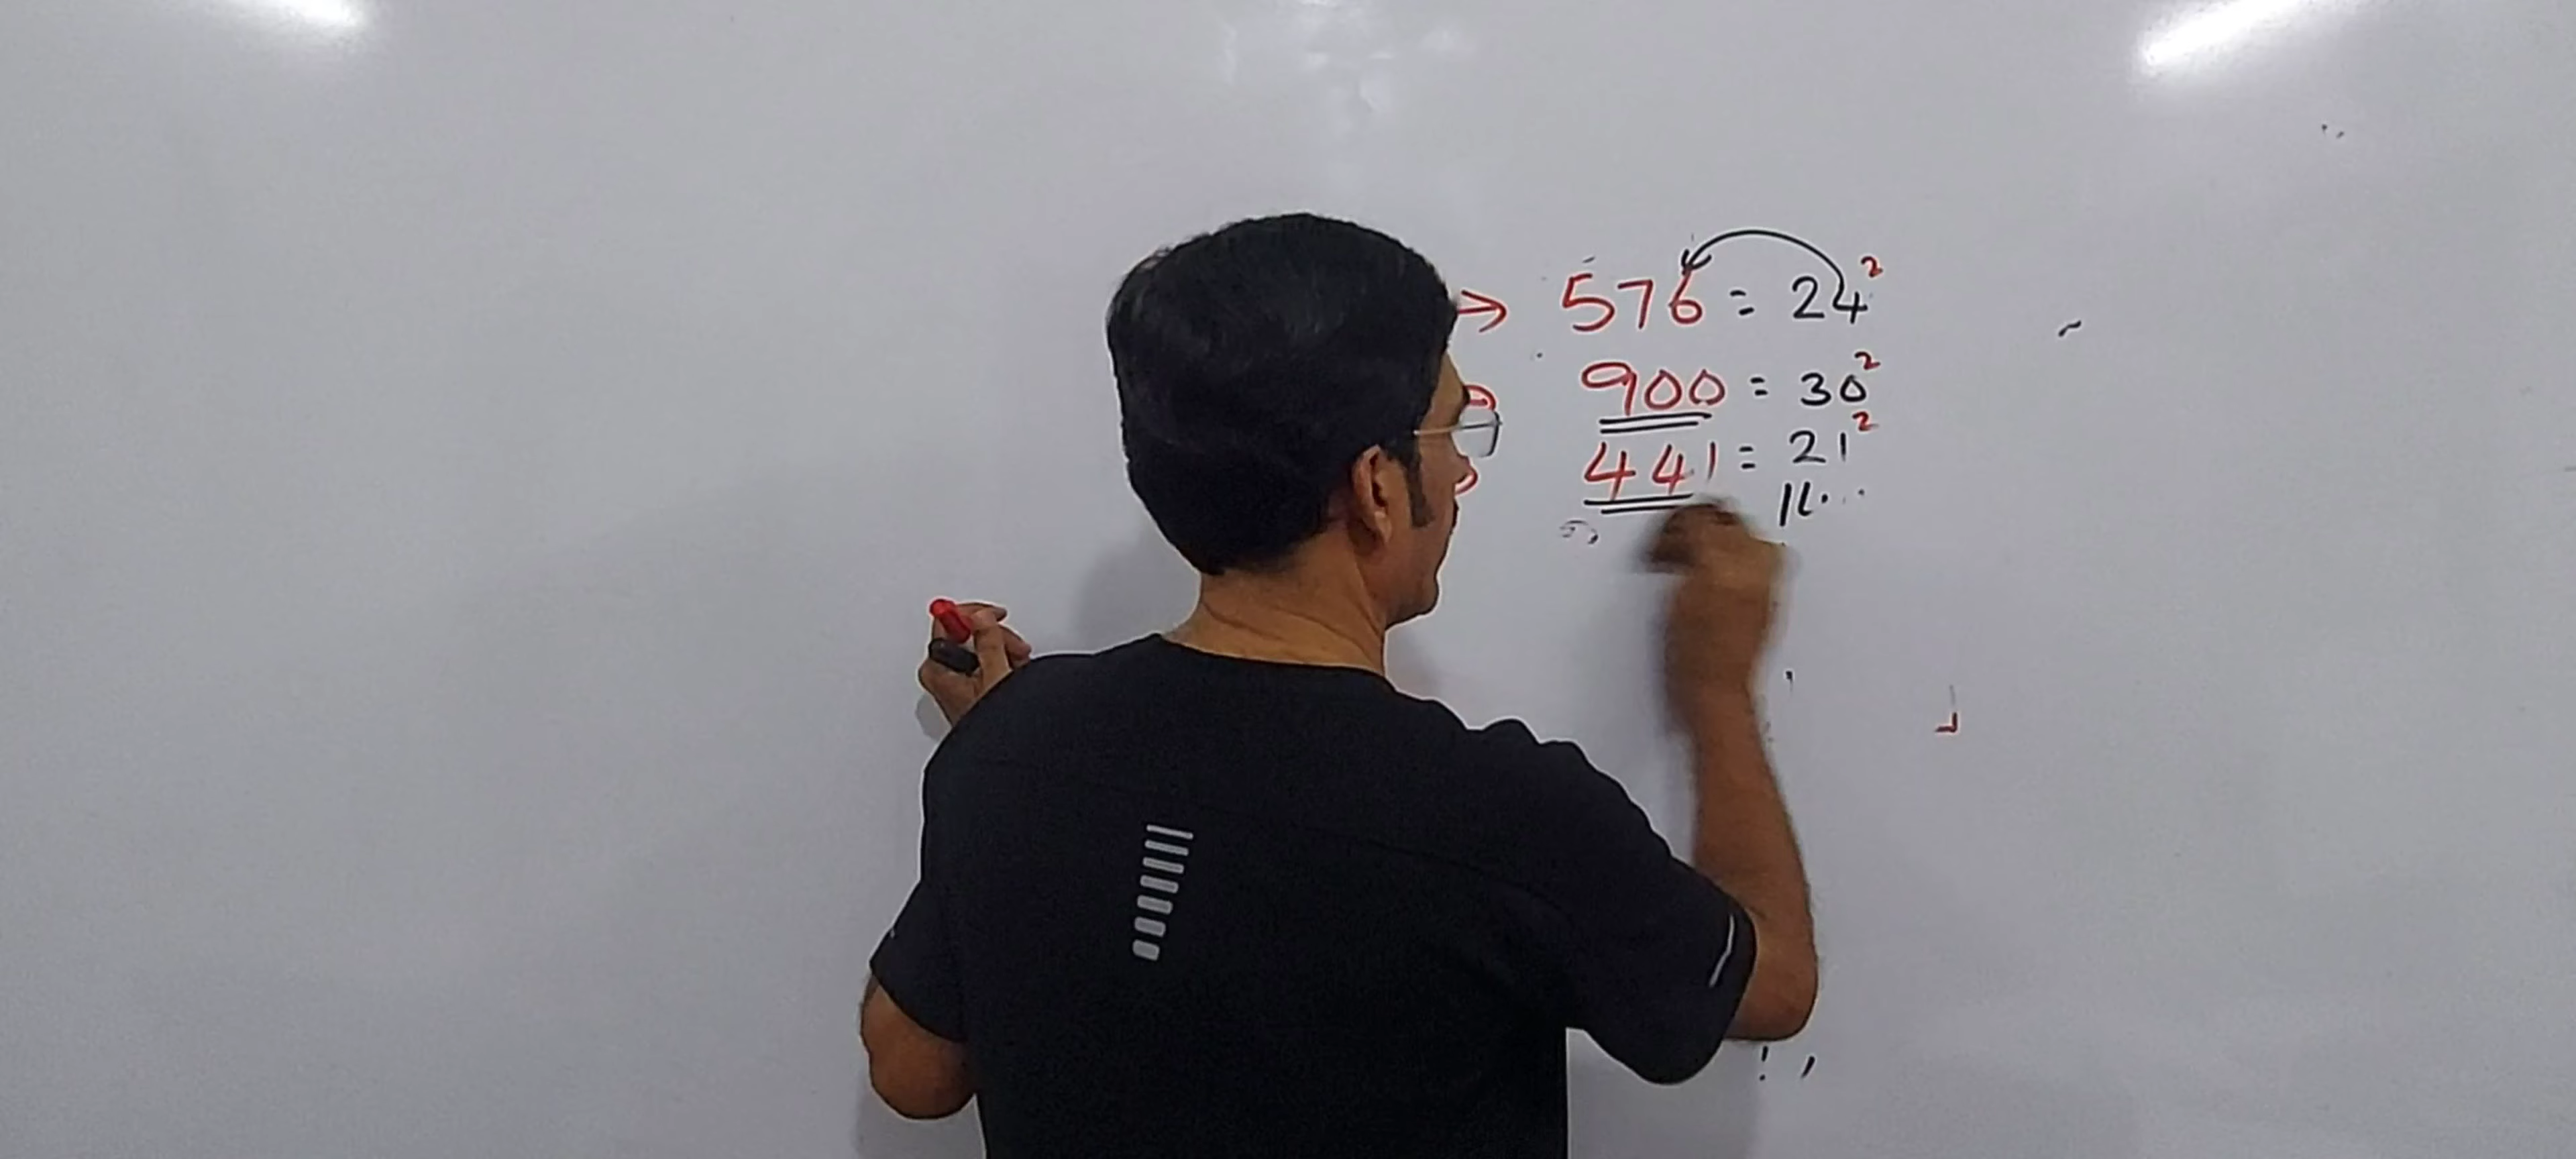 → 576 = 24²
900 = 30²
441 = 21²